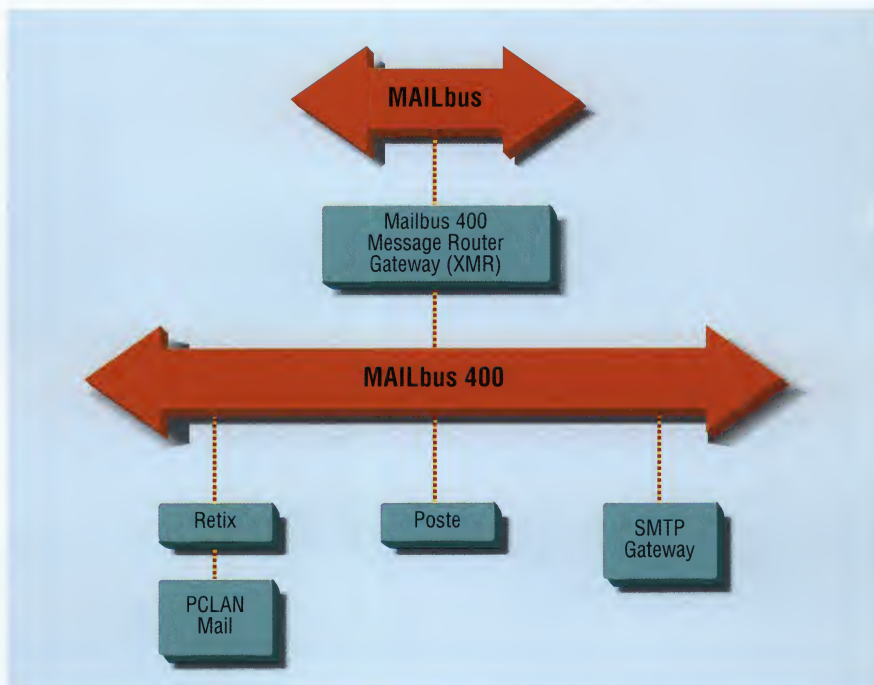 MAILbus
Mailbus 400
Message Router
Gateway (XMR)
MAILbus 400
Retix
Poste
SMTP
Gateway
PCLAN
Mail